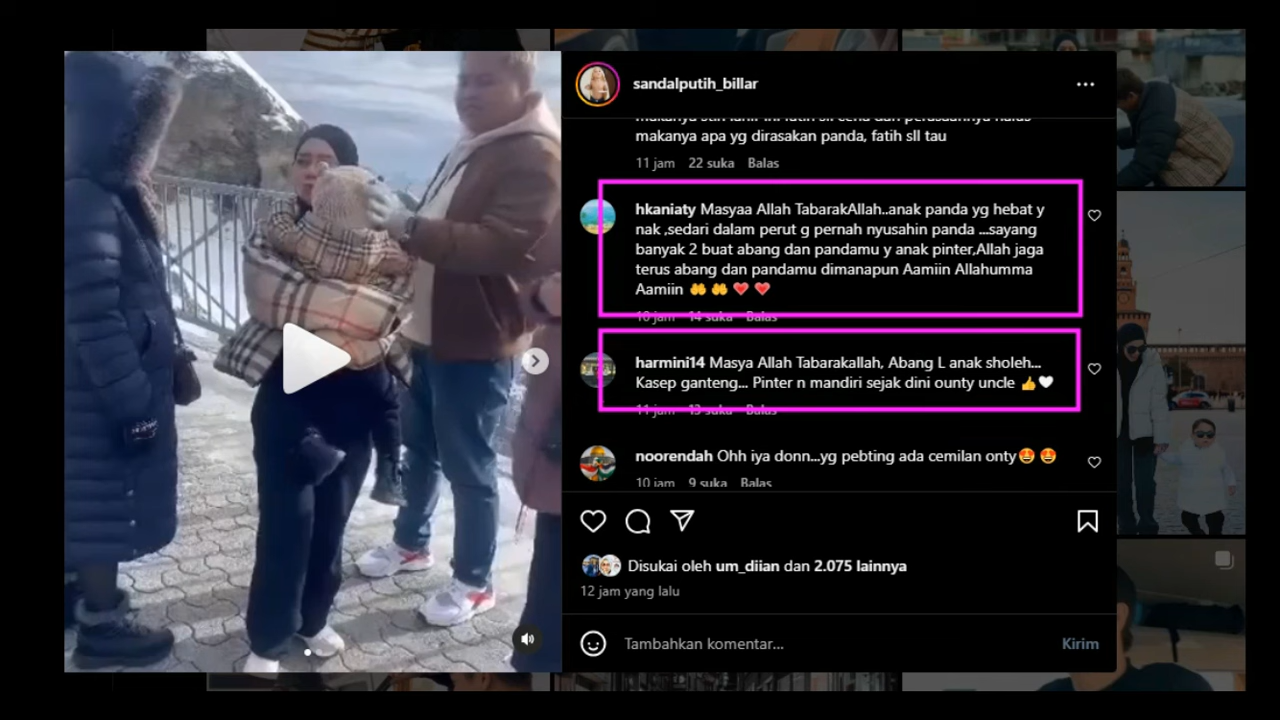 sandalputih_billar
makanya apa yg dirasakan panda, fatih sll tau
11 jam 22 suka Balas
hkaniaty Masyaa Allah TabarakAllah..anak panda yg hebat y
nak ,sedari dalam perut g pernah nyusahin panda ...sayang
banyak 2 buat abang dan pandamu y anak pinter,Allah jaga
terus abang dan pandamu dimanapun Aamiin Allahumma
Aamiin 🤲 🤲 ❤️ ❤️
10 jam 14 suka Balas
harmini14 Masya Allah Tabarakallah, Abang L anak sholeh...
Kasep ganteng... Pinter n mandiri sejak dini ounty uncle 👍🤍
11 jam 13 suka Balas
noorendah Ohh iya donn...yg pebting ada cemilan onty🤩 🤩
10 jam 9 suka Balas
Disukai oleh um_diian dan 2.075 lainnya
12 jam yang lalu
Tambahkan komentar... Kirim